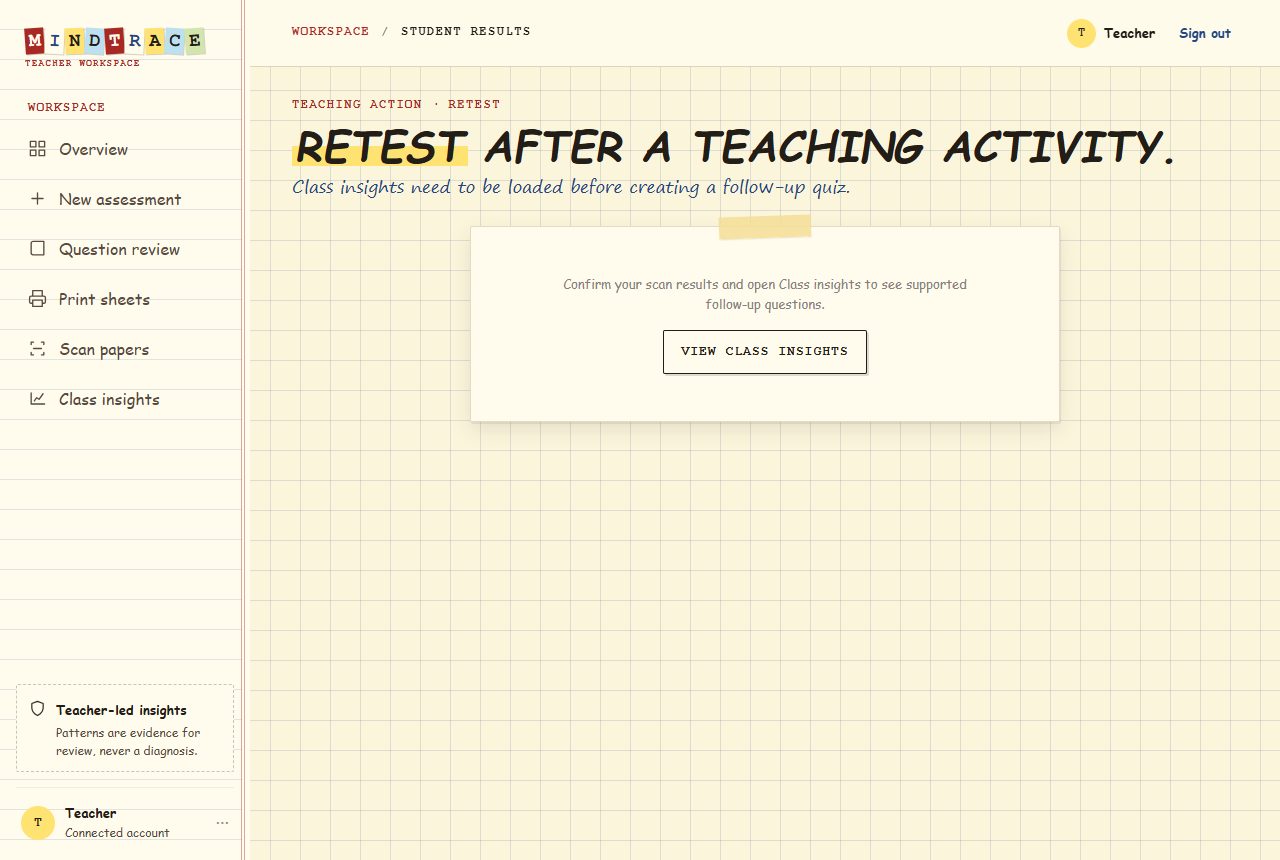 MINDTRACE
TEACHER WORKSPACE
WORKSPACE
Overview
New assessment
Question review
Print sheets
Scan papers
Class insights
Teacher-led insights
Patterns are evidence for
review, never a diagnosis.
T
Teacher
Connected account
...
WORKSPACE / STUDENT RESULTS
T
Teacher
Sign out
TEACHING ACTION · RETEST
RETEST AFTER A TEACHING ACTIVITY.
Class insights need to be loaded before creating a follow-up quiz.
Confirm your scan results and open Class insights to see supported
follow-up questions.
VIEW CLASS INSIGHTS